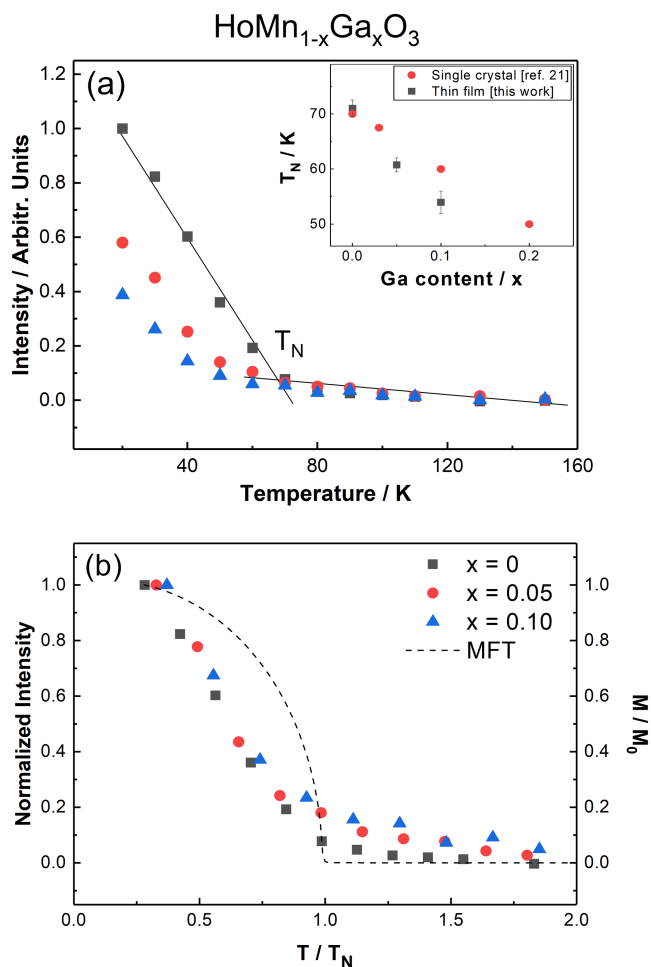 HoMn₁₋ₓGaₓO₃
(a)
Intensity / Arbitr. Units
1.2
1.0
0.8
0.6
0.4
0.2
0.0
40
80
120
160
Temperature / K
T_N
Single crystal [ref. 21]
Thin film [this work]
T_N / K
70
60
50
0.0
0.1
0.2
Ga content / x
(b)
Normalized Intensity
1.0
0.8
0.6
0.4
0.2
0.0
x = 0
x = 0.05
x = 0.10
MFT
1.0
0.8
0.6
0.4
0.2
0.0
M / M₀
0.0
0.5
1.0
1.5
2.0
T / T_N